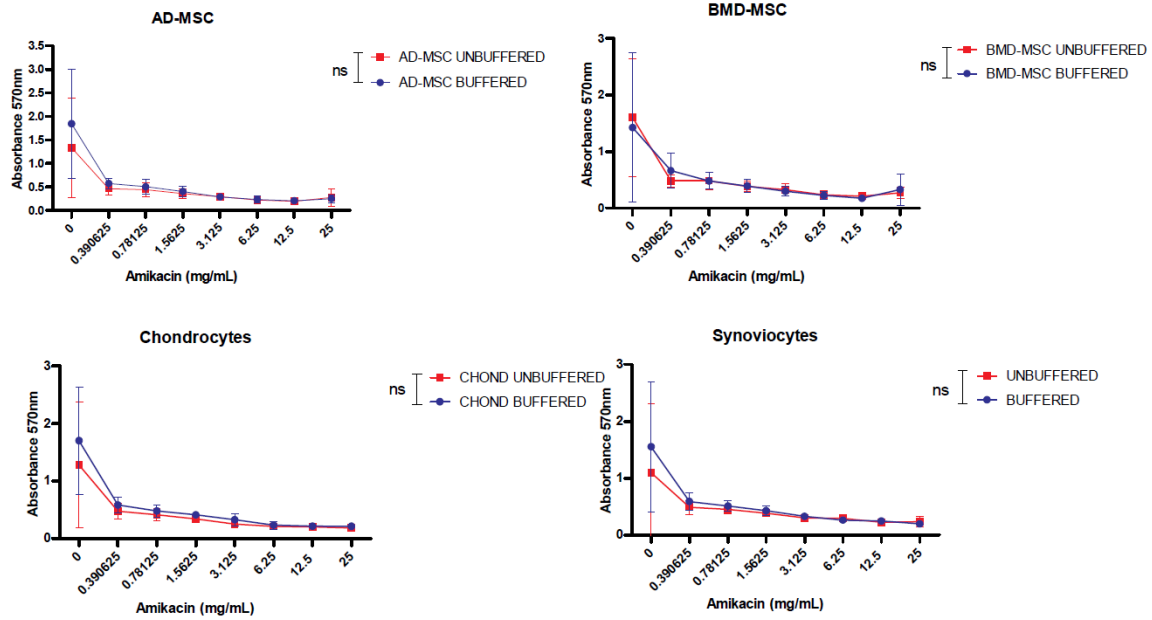 AD-MSC
Absorbance 570nm
3.5
3.0
2.5
2.0
1.5
1.0
0.5
0.0
0
0.390625
0.78125
1.5625
3.125
6.25
12.5
25
Amikacin (mg/mL)
ns
AD-MSC UNBUFFERED
AD-MSC BUFFERED
BMD-MSC
Absorbance 570nm
3
2
1
0
0
0.390625
0.78125
1.5625
3.125
6.25
12.5
25
Amikacin (mg/mL)
ns
BMD-MSC UNBUFFERED
BMD-MSC BUFFERED
Chondrocytes
Absorbance 570nm
3
2
1
0
0
0.390625
0.78125
1.5625
3.125
6.25
12.5
25
Amikacin (mg/mL)
ns
CHOND UNBUFFERED
CHOND BUFFERED
Synoviocytes
Absorbance 570nm
3
2
1
0
0
0.390625
0.78125
1.5625
3.125
6.25
12.5
25
Amikacin (mg/mL)
ns
UNBUFFERED
BUFFERED